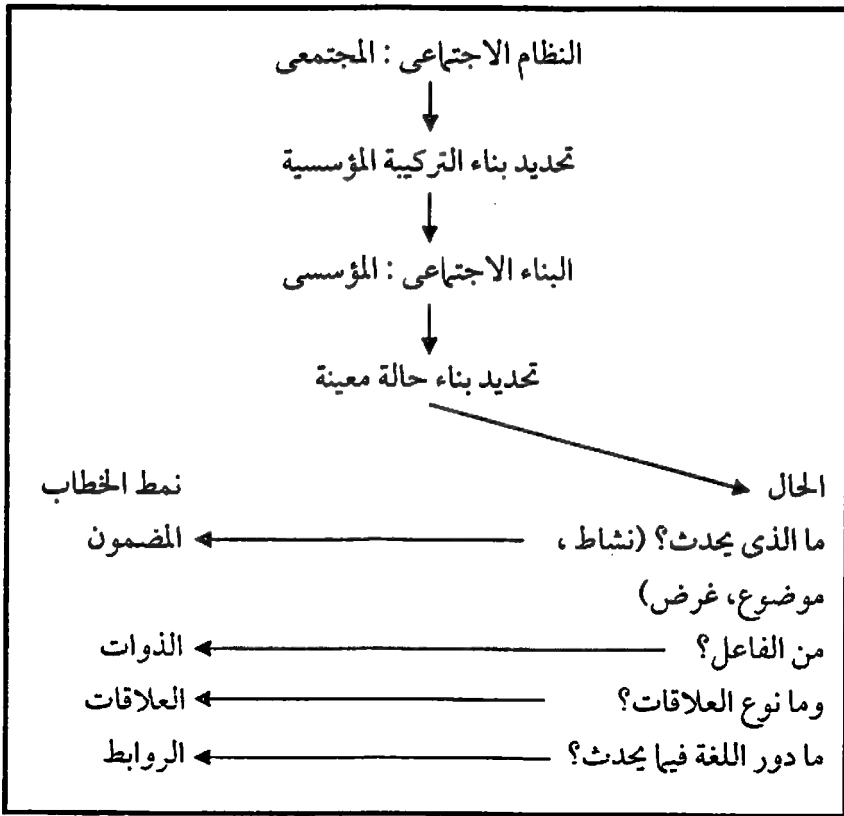 النظام الاجتماعى : المجتمعى
تحديد بناء التركيبة المؤسسية
البناء الاجتماعى : المؤسسى
تحديد بناء حالة معينة
الحال نمط الخطاب
ما الذى يحدث؟ (نشاط ، المضمون
موضوع، غرض)
من الفاعل؟ الذوات
وما نوع العلاقات؟ العلاقات
ما دور اللغة فيما يحدث؟ الروابط